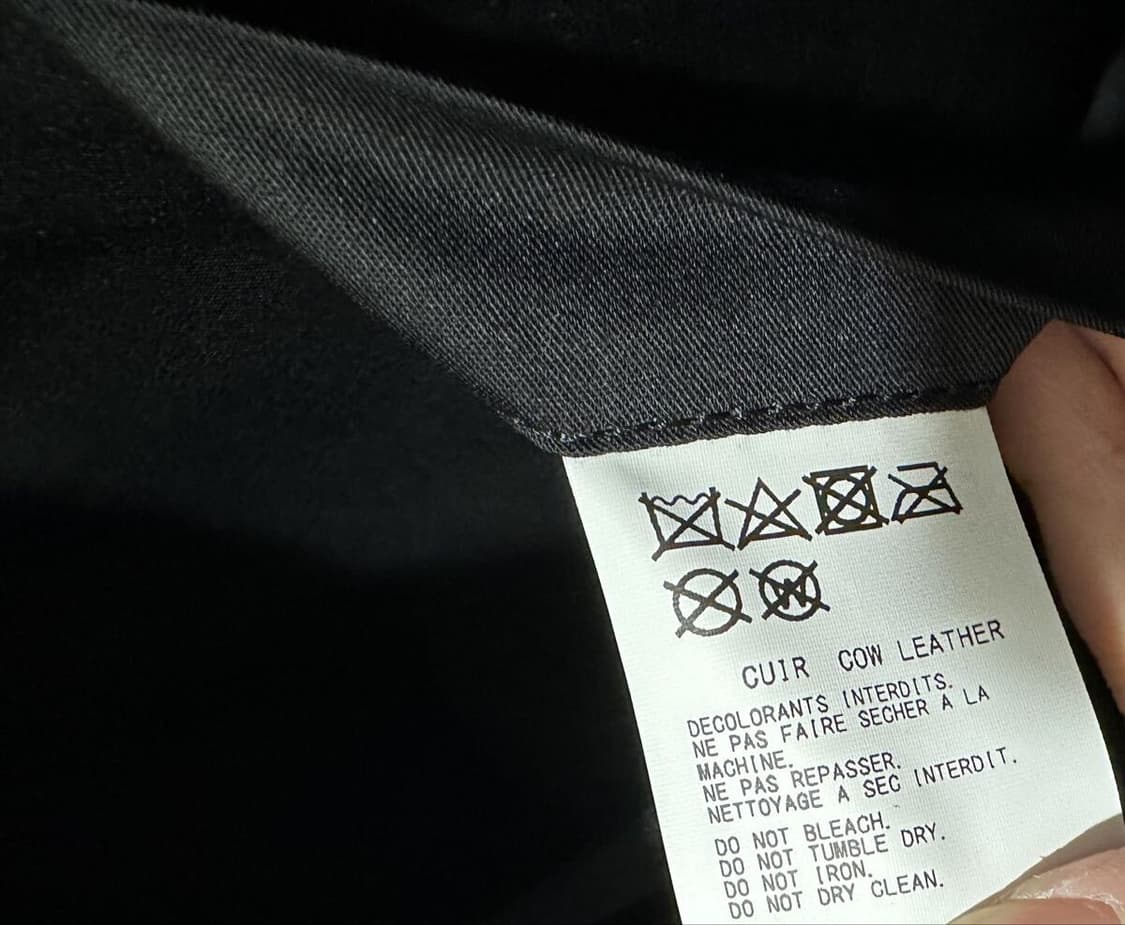 W
CUIR COW LEATHER
DECOLORANTS INTERDITS.
NE PAS FAIRE SECHER A LA
MACHINE.
NE PAS REPASSER.
NETTOYAGE A SEC INTERDIT.
DO NOT BLEACH.
DO NOT TUMBLE DRY.
DO NOT IRON.
DO NOT DRY CLEAN.